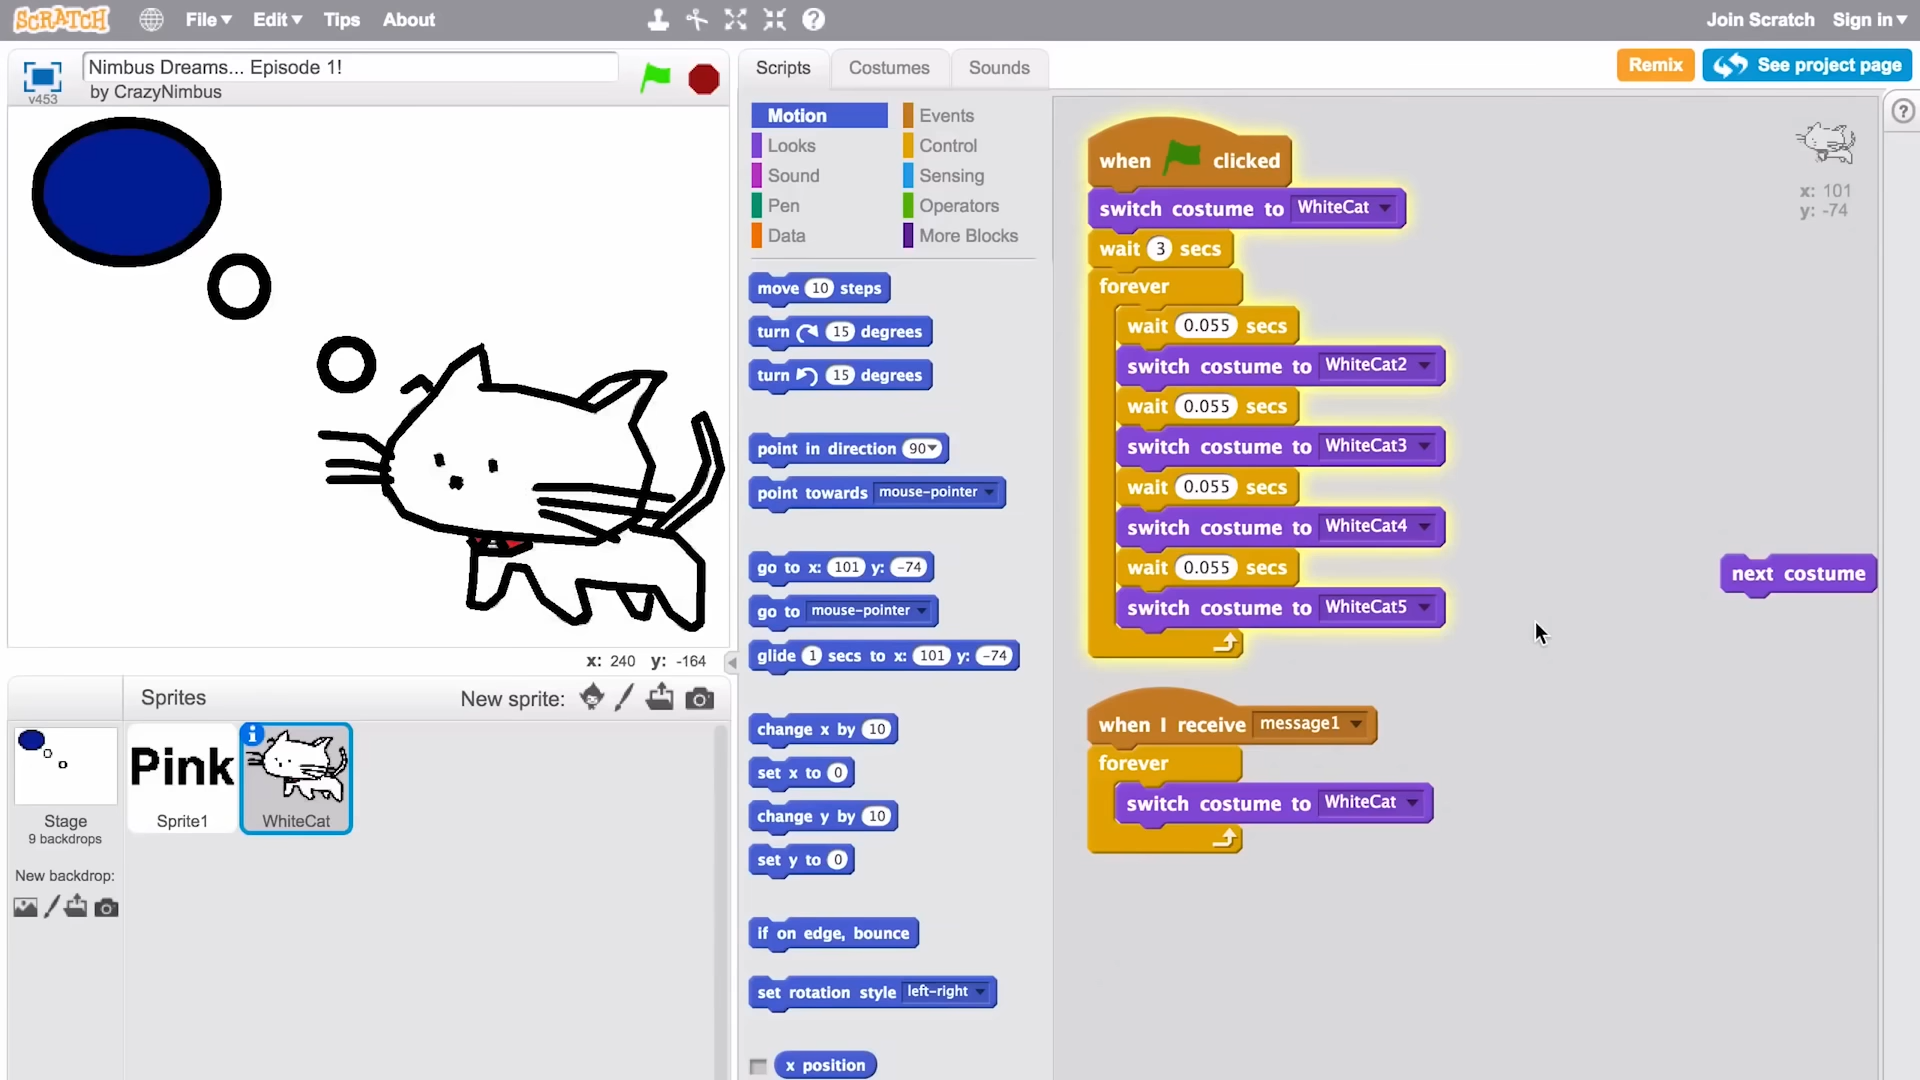 SCRATCH File▾ Edit▾ Tips About Join Scratch Sign in▾
v453 Nimbus Dreams... Episode 1!
by CrazyNimbus
x: 240 y: -164
Sprites New sprite:
Stage
9 backdrops
New backdrop:
Pink
Sprite1
i
WhiteCat
Scripts Costumes Sounds
Remix See project page
Motion Events
Looks Control
Sound Sensing
Pen Operators
Data More Blocks
move 10 steps
turn 15 degrees
turn 15 degrees
point in direction 90▾
point towards mouse-pointer
go to x: 101 y: -74
go to mouse-pointer
glide 1 secs to x: 101 y: -74
change x by 10
set x to 0
change y by 10
set y to 0
if on edge, bounce
set rotation style left-right
x position
when clicked
switch costume to WhiteCat
wait 3 secs
forever
wait 0.055 secs
switch costume to WhiteCat2
wait 0.055 secs
switch costume to WhiteCat3
wait 0.055 secs
switch costume to WhiteCat4
wait 0.055 secs
switch costume to WhiteCat5
when I receive message1
forever
switch costume to WhiteCat
next costume
x: 101
y: -74
?